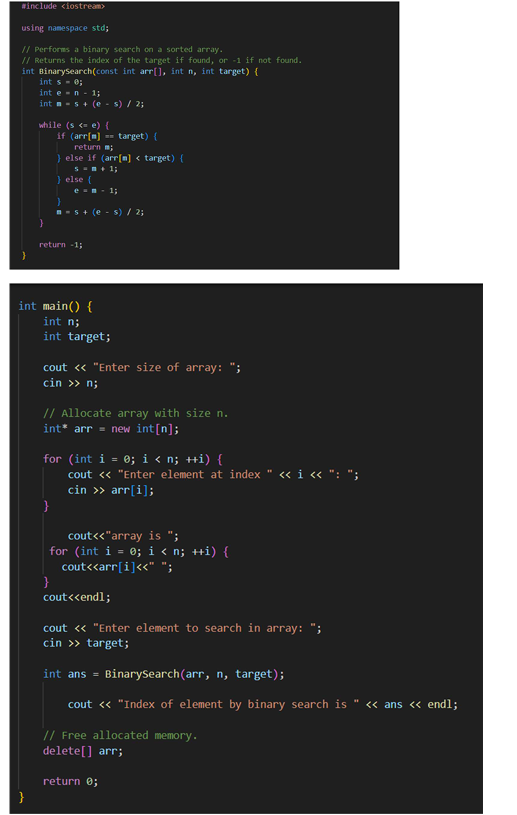 #include <iostream>
using namespace std;
// Performs a binary search on a sorted array.
// Returns the index of the target if found, or -1 if not found.
int BinarySearch(const int arr[], int n, int target) {
    int s = 0;
    int e = n - 1;
    int m = s + (e - s) / 2;
    while (s <= e) {
        if (arr[m] == target) {
            return m;
        } else if (arr[m] < target) {
            s = m + 1;
        } else {
            e = m - 1;
        }
        m = s + (e - s) / 2;
    }
    return -1;
}
int main() {
    int n;
    int target;
    cout << "Enter size of array: ";
    cin >> n;
    // Allocate array with size n.
    int* arr = new int[n];
    for (int i = 0; i < n; ++i) {
        cout << "Enter element at index " << i << ": ";
        cin >> arr[i];
    }
        cout<<"array is ";
     for (int i = 0; i < n; ++i) {
       cout<<arr[i]<<" ";
    }
    cout<<endl;
    cout << "Enter element to search in array: ";
    cin >> target;
    int ans = BinarySearch(arr, n, target);
        cout << "Index of element by binary search is " << ans << endl;
    // Free allocated memory.
    delete[] arr;
    return 0;
}